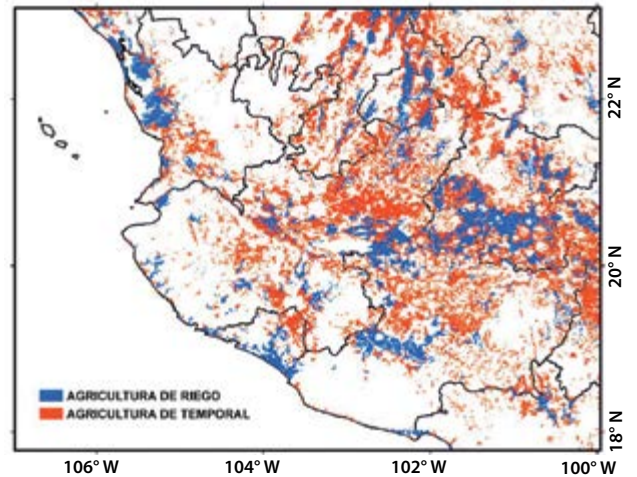 22° N
20° N
18° N
AGRICULTURA DE RIEGO
AGRICULTURA DE TEMPORAL
106° W
104° W
102° W
100° W